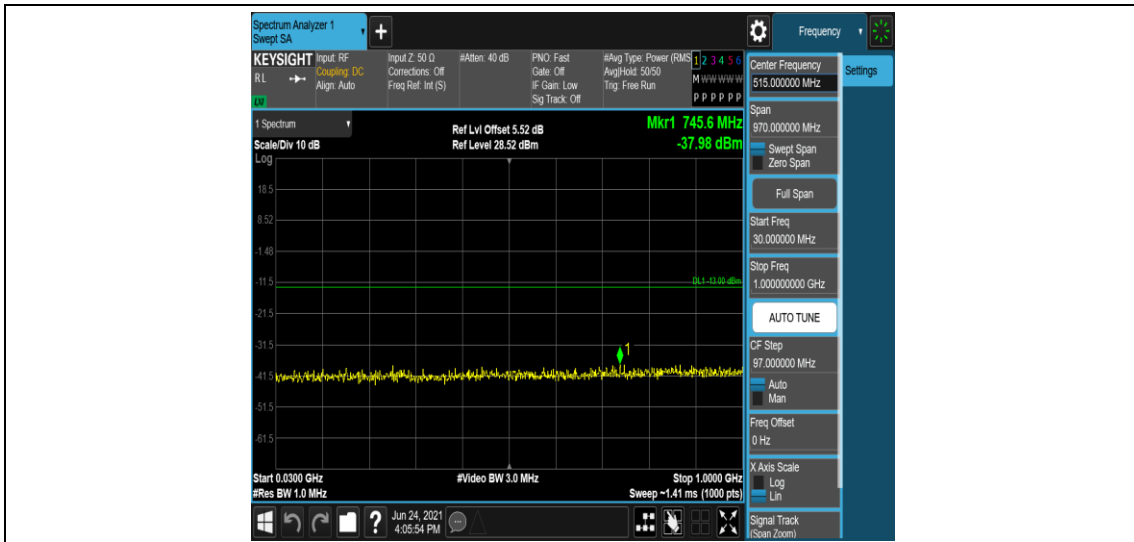 Spectrum Analyzer 1
Swept SA
Frequency
KEYSIGHT
RL
LXI
Input: RF
Coupling: DC
Align: Auto
Input Z: 50 Ω
Corrections: Off
Freq Ref: Int (S)
#Atten: 40 dB
PNO: Fast
Gate: Off
IF Gain: Low
Sig Track: Off
#Avg Type: Power (RMS
Avg|Hold: 50/50
Trig: Free Run
1 2 3 4 5 6
M W W W W W
P P P P P P
Center Frequency
515.000000 MHz
Settings
1 Spectrum
Scale/Div 10 dB
Ref Lvl Offset 5.52 dB
Ref Level 28.52 dBm
Mkr1 745.6 MHz
-37.98 dBm
Log
18.5
8.52
-1.48
-11.5
-21.5
-31.5
-41.5
-51.5
-61.5
DL1 -13.00 dBm
1
Start 0.0300 GHz
#Res BW 1.0 MHz
#Video BW 3.0 MHz
Stop 1.0000 GHz
Sweep ~1.41 ms (1000 pts)
Span
970.000000 MHz
Swept Span
Zero Span
Full Span
Start Freq
30.000000 MHz
Stop Freq
1.000000000 GHz
AUTO TUNE
CF Step
97.000000 MHz
Auto
Man
Freq Offset
0 Hz
X Axis Scale
Log
Lin
Signal Track
(Span Zoom)
?
Jun 24, 2021
4:05:54 PM